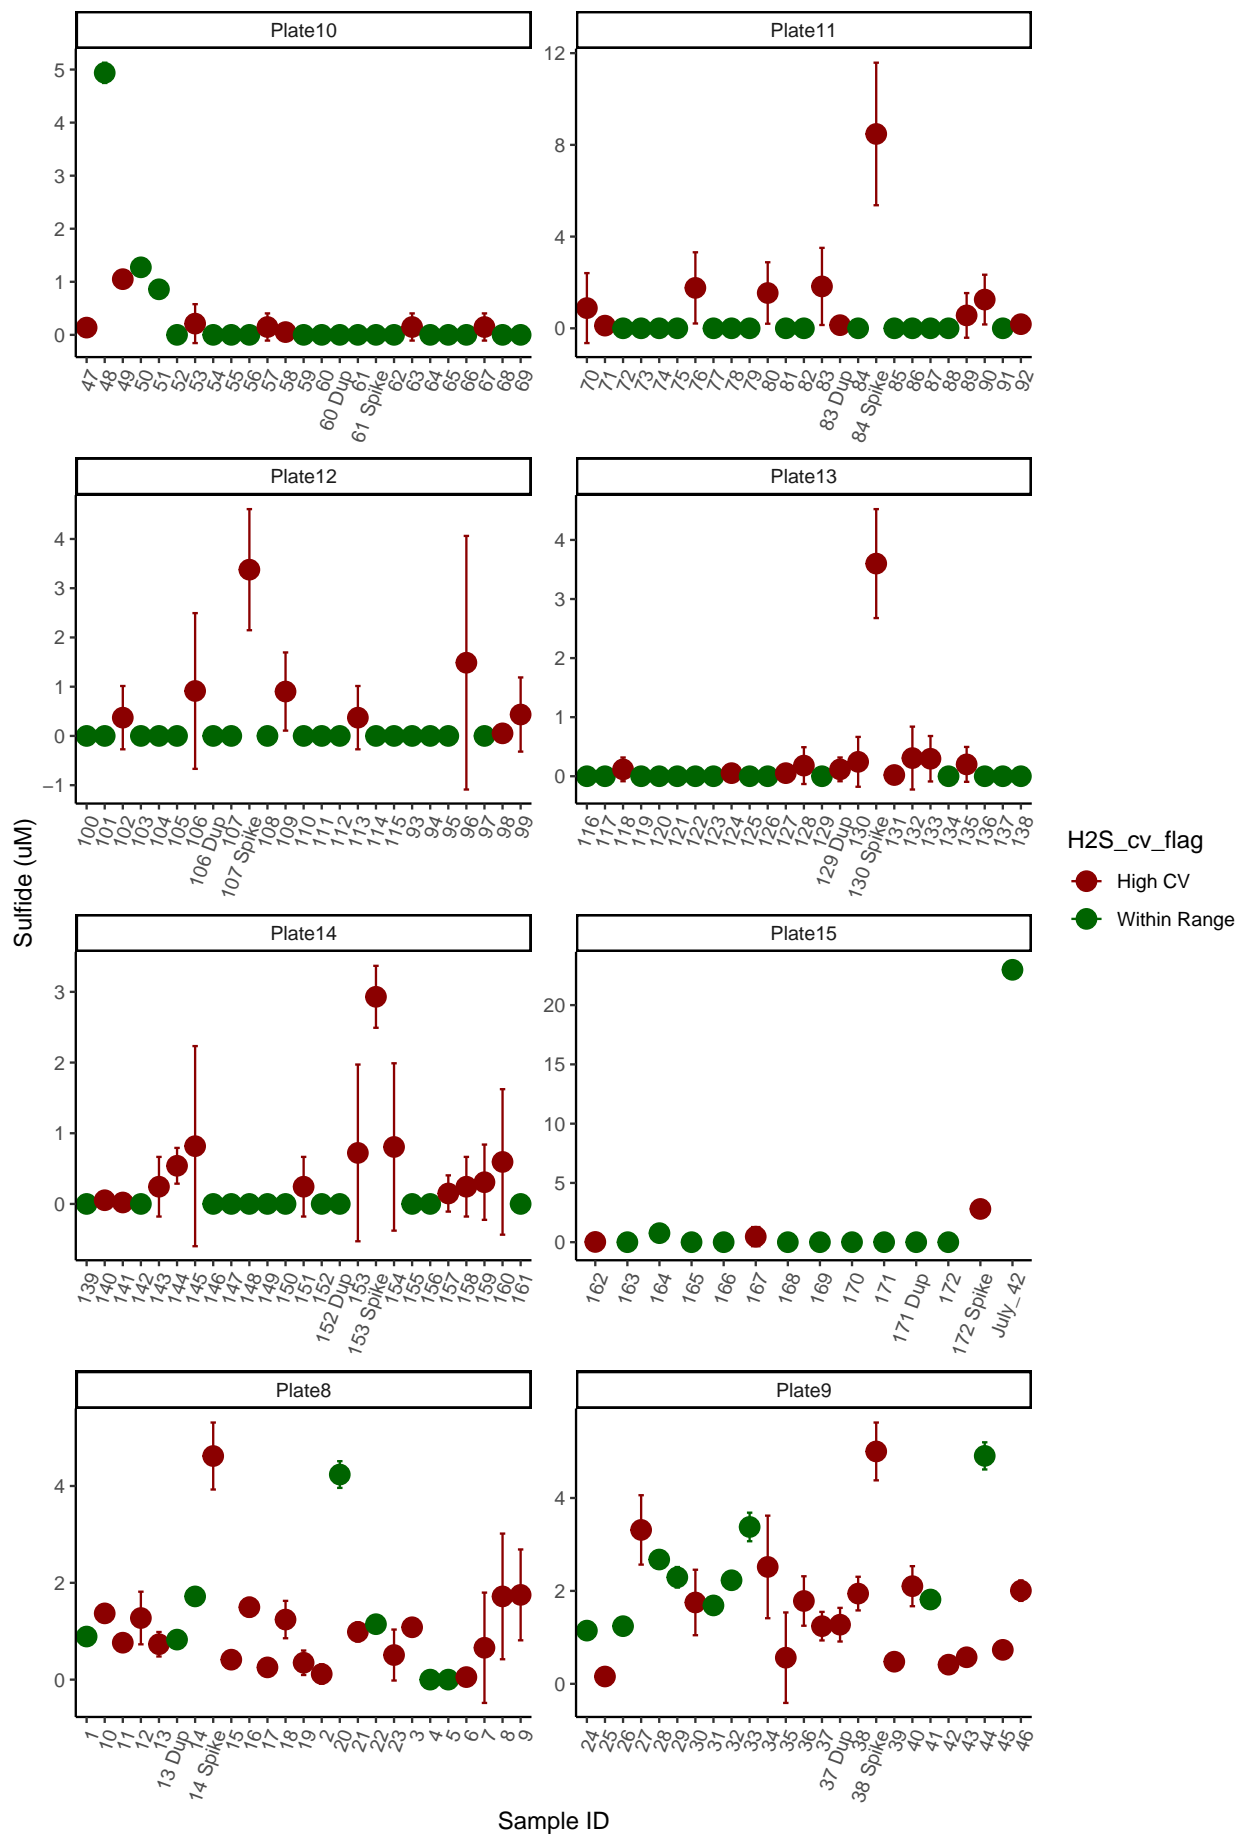 Plate10
Plate11
5
4
3
2
1
0
12
8
4
0
47 48 49 50 51 52 53 54 55 56 57 58 59 60 60 Dup 61 61 Spike 62 63 64 65 66 67 68 69
70 71 72 73 74 75 76 77 78 79 80 81 82 83 83 Dup 84 84 Spike 85 86 87 88 89 90 91 92
Plate12
Plate13
4
3
2
1
0
−1
4
3
2
1
0
100 101 102 103 104 105 106 106 Dup 107 107 Spike 108 109 110 111 112 113 114 115 93 94 95 96 97 98 99
116 117 118 119 120 121 122 123 124 125 126 127 128 129 129 Dup 130 130 Spike 131 132 133 134 135 136 137 138
Sulfide (uM)
H2S_cv_flag
High CV
Within Range
Plate14
Plate15
3
2
1
0
20
15
10
5
0
139 140 141 142 143 144 145 146 147 148 149 150 151 152 152 Dup 153 153 Spike 154 155 156 157 158 159 160 161
162 163 164 165 166 167 168 169 170 171 171 Dup 172 172 Spike July_42
Plate8
Plate9
4
2
0
4
2
0
1 10 11 12 13 13 Dup 14 14 Spike 15 16 17 18 19 2 20 21 22 23 3 4 5 6 7 8 9
24 25 26 27 28 29 30 31 32 33 34 35 36 37 37 Dup 38 38 Spike 39 40 41 42 43 44 45 46
Sample ID